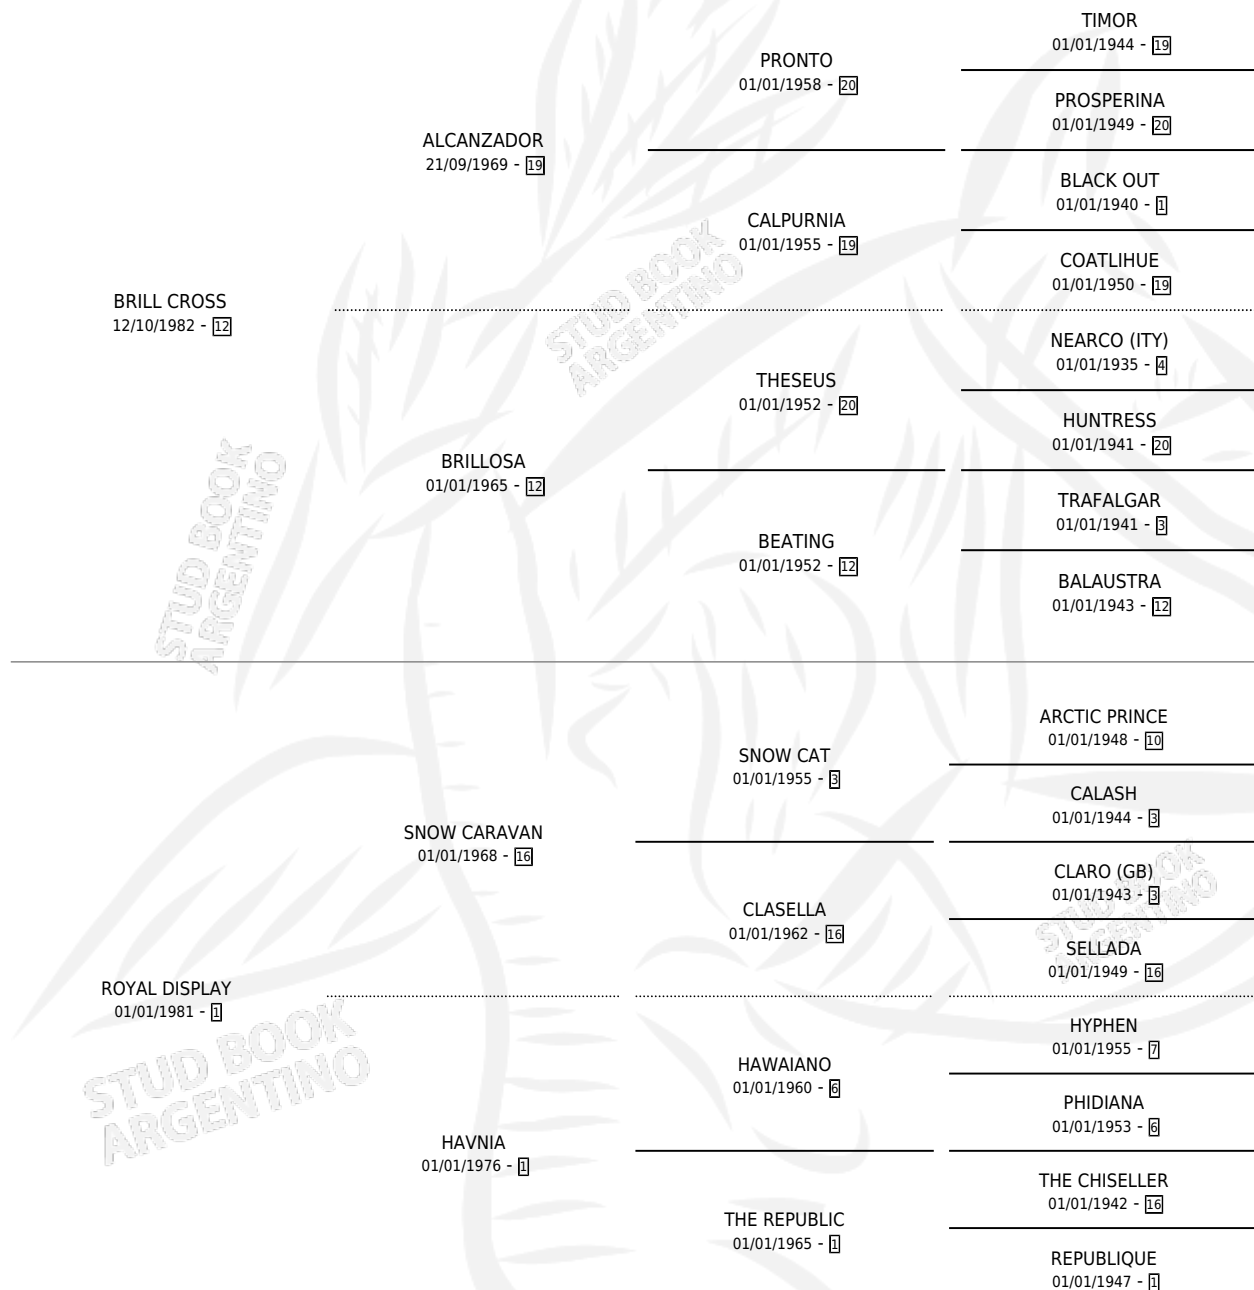 TIMOR
01/01/1944 - 19
PRONTO
01/01/1958 - 20
PROSPERINA
01/01/1949 - 20
ALCANZADOR
21/09/1969 - 19
BLACK OUT
01/01/1940 - 1
CALPURNIA
01/01/1955 - 19
COATLIHUE
01/01/1950 - 19
BRILL CROSS
12/10/1982 - 12
NEARCO (ITY)
01/01/1935 - 4
THESEUS
01/01/1952 - 20
HUNTRESS
01/01/1941 - 20
BRILLOSA
01/01/1965 - 12
TRAFALGAR
01/01/1941 - 3
BEATING
01/01/1952 - 12
BALAUSTRA
01/01/1943 - 12
STUD BOOK
ARGENTINO
STUD BOOK
ARGENTINO
ARCTIC PRINCE
01/01/1948 - 10
SNOW CAT
01/01/1955 - 3
CALASH
01/01/1944 - 3
SNOW CARAVAN
01/01/1968 - 16
CLARO (GB)
01/01/1943 - 3
CLASELLA
01/01/1962 - 16
SELLADA
01/01/1949 - 16
STUD BOOK
ARGENTINO
ROYAL DISPLAY
01/01/1981 - 1
HYPHEN
01/01/1955 - 7
HAWAIANO
01/01/1960 - 6
PHIDIANA
01/01/1953 - 6
HAVNIA
01/01/1976 - 1
THE CHISELLER
01/01/1942 - 16
THE REPUBLIC
01/01/1965 - 1
REPUBLIQUE
01/01/1947 - 1
STUD BOOK
ARGENTINO